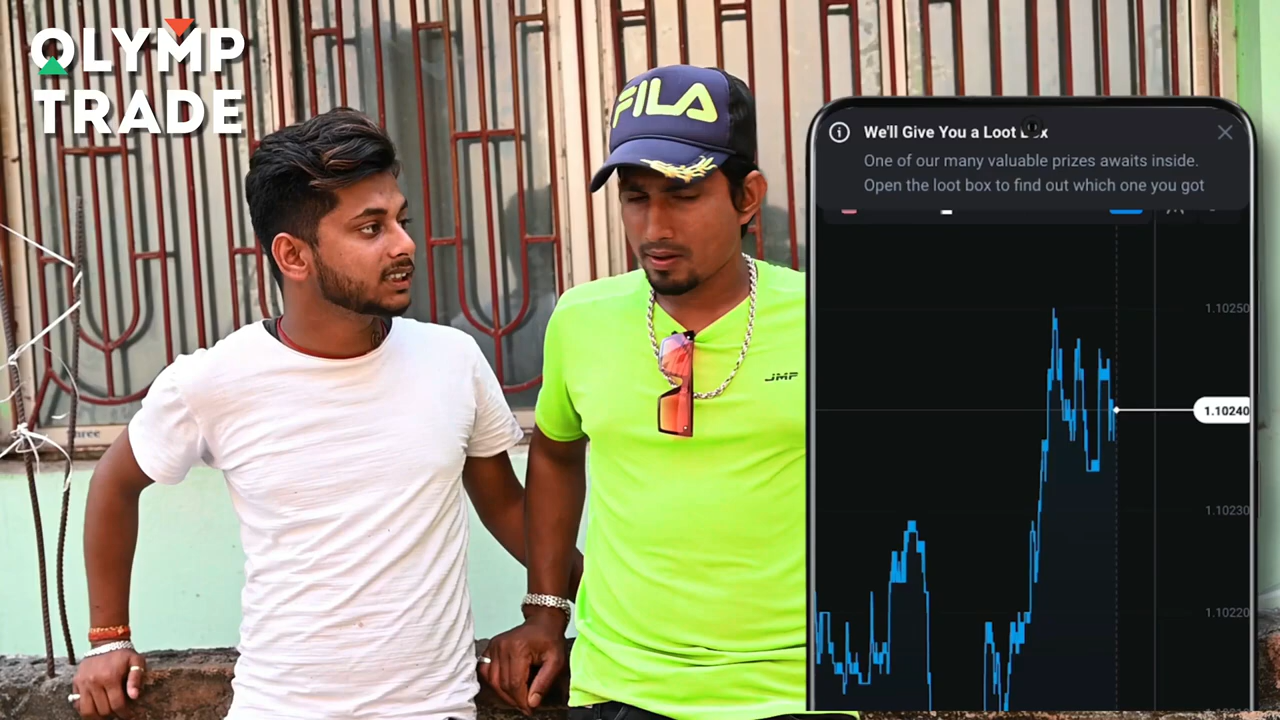 OLYMP
TRADE
FILA
JMF
We'll Give You a Loot Box
One of our many valuable prizes awaits inside.
Open the loot box to find out which one you got
1.10250
1.10240
1.10230
1.10220